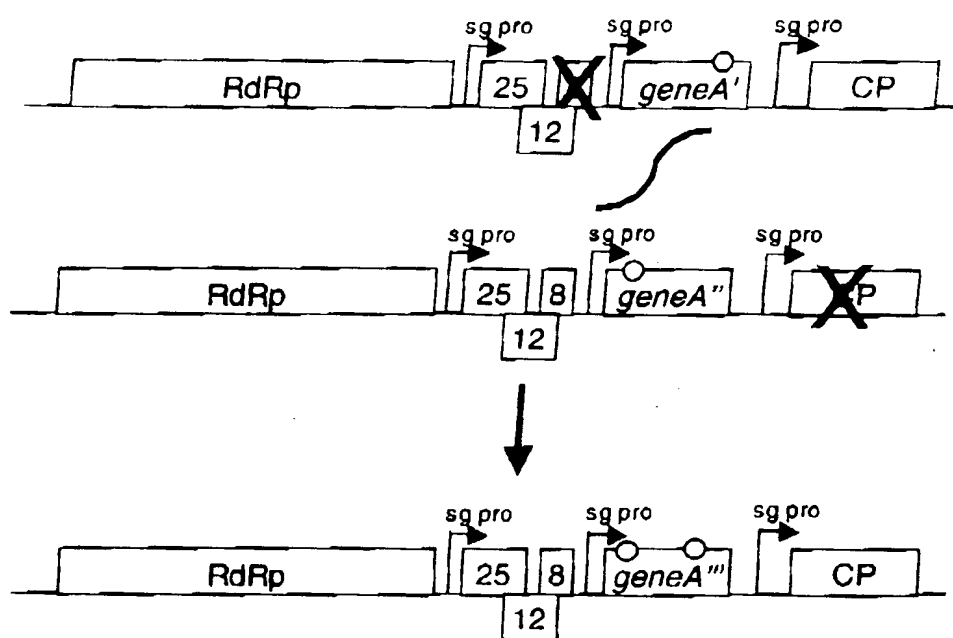 sg pro sg pro sg pro
RdRp 25 geneA' CP
12
sg pro sg pro sg pro
RdRp 25 8 geneA" CP
12
sg pro sg pro sg pro
RdRp 25 8 geneA"' CP
12